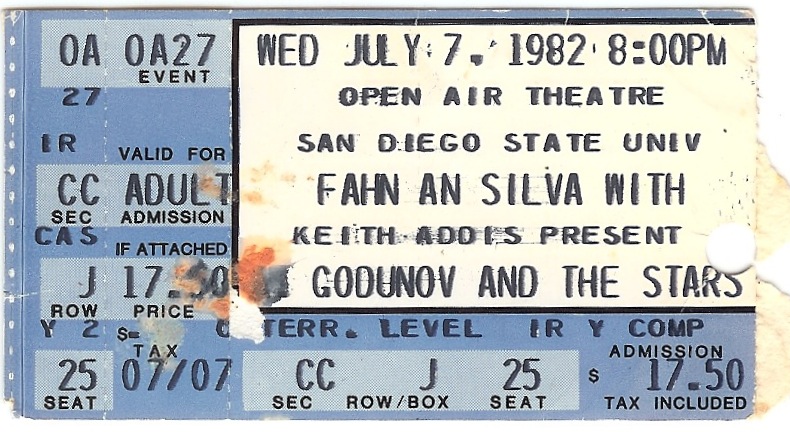 OA OA27 WED JULY 7, 1982 8:00PM
EVENT
27 OPEN AIR THEATRE
IR SAN DIEGO STATE UNIV
VALID FOR
CC ADULT FAHN AN SILVA WITH
SEC ADMISSION
CAS KEITH ADDIS PRESENT
IF ATTACHED
J 17.50 GODUNOV AND THE STARS
ROW PRICE
Y 2 $ TERR. LEVEL IR Y COMP
TAX ADMISSION
25 07/07 CC J 25 $ 17.50
SEAT SEC ROW/BOX SEAT TAX INCLUDED